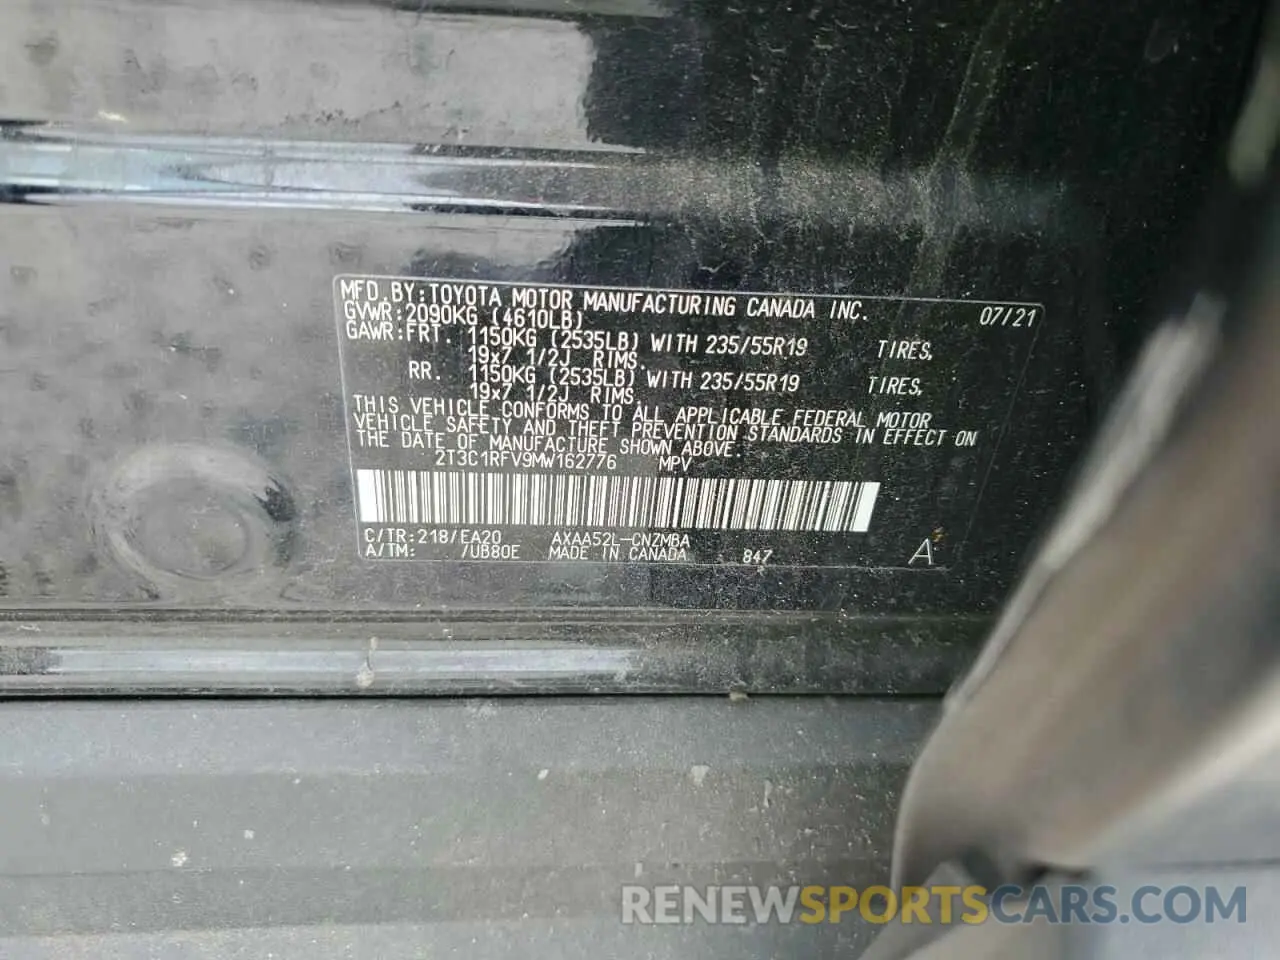 MFD. BY: TOYOTA MOTOR MANUFACTURING CANADA INC. 07/21
GVWR: 2090KG (4610LB)
GAWR: FRT. 1150KG (2535LB) WITH 235/55R19 TIRES,
19x7 1/2J RIMS,
RR. 1150KG (2535LB) WITH 235/55R19 TIRES,
19x7 1/2J RIMS
THIS VEHICLE CONFORMS TO ALL APPLICABLE FEDERAL MOTOR
VEHICLE SAFETY AND THEFT PREVENTION STANDARDS IN EFFECT ON
THE DATE OF MANUFACTURE SHOWN ABOVE.
2T3C1RFV9MW162776 MPV
C/TR: 218/EA20 AXAA52L-CNZMBA
A/TM: /UB80E MADE IN CANADA 847 A
RENEWSPORTSCARS.COM